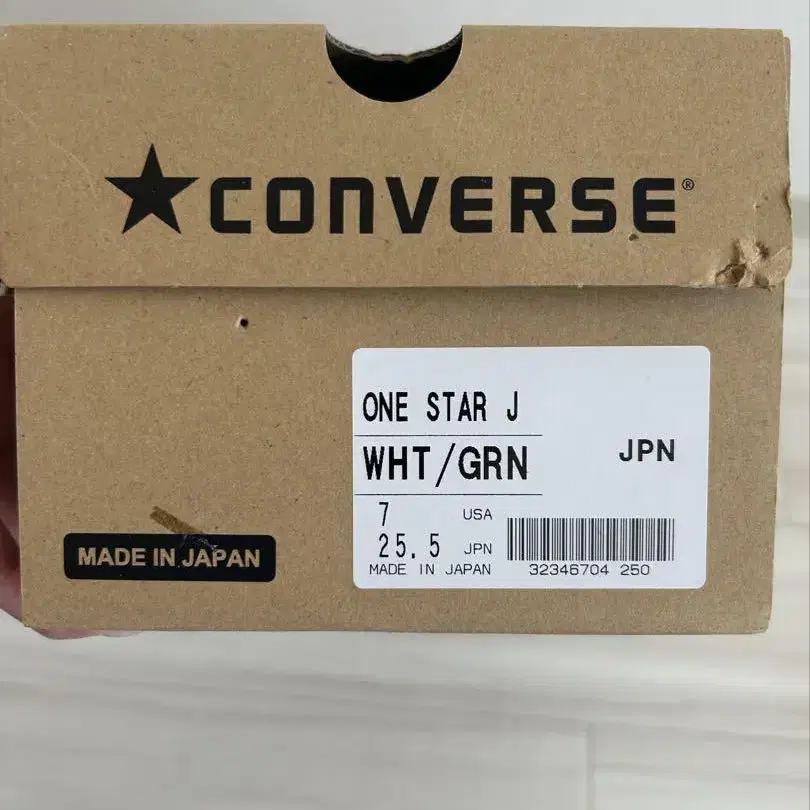 ★CONVERSE®
ONE STAR J
WHT/GRN
JPN
7 USA
25.5 JPN
MADE IN JAPAN
32346704 250
MADE IN JAPAN